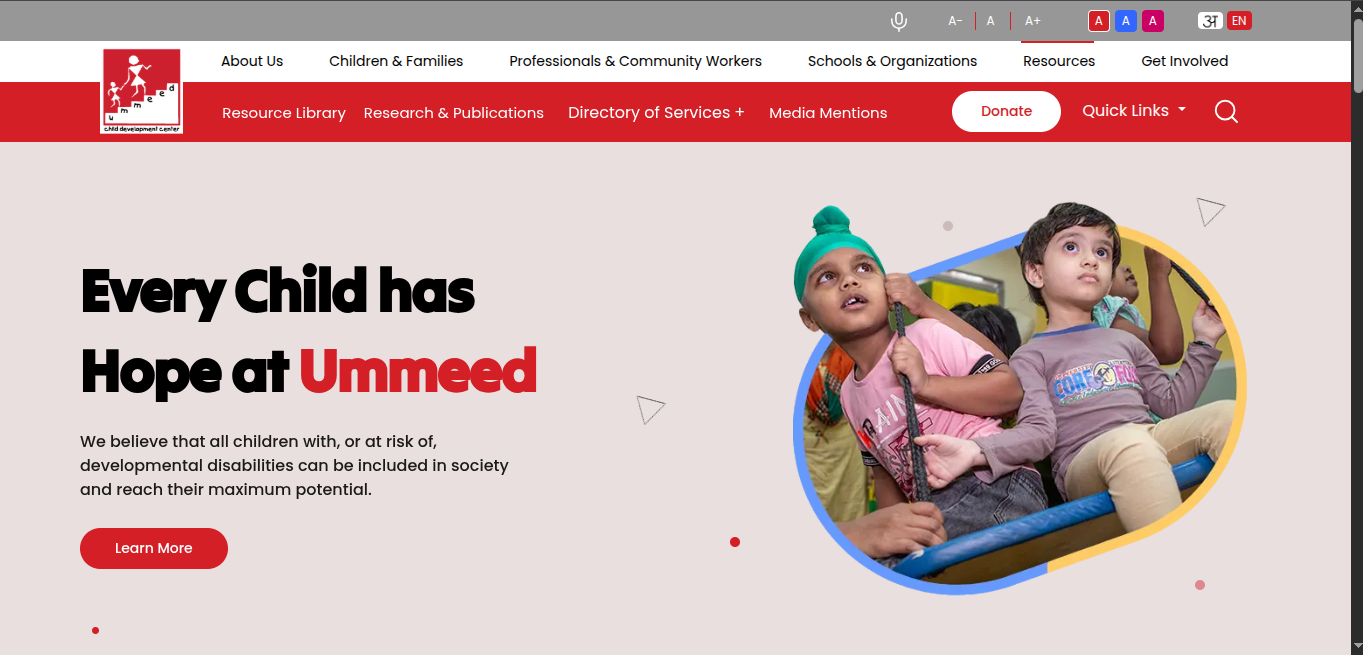 A- A A+ A A A अ EN
About Us Children & Families Professionals & Community Workers Schools & Organizations Resources Get Involved
ummeed
child development center
Resource Library Research & Publications Directory of Services + Media Mentions Donate Quick Links
Every Child has
Hope at Ummeed
We believe that all children with, or at risk of,
developmental disabilities can be included in society
and reach their maximum potential.
Learn More